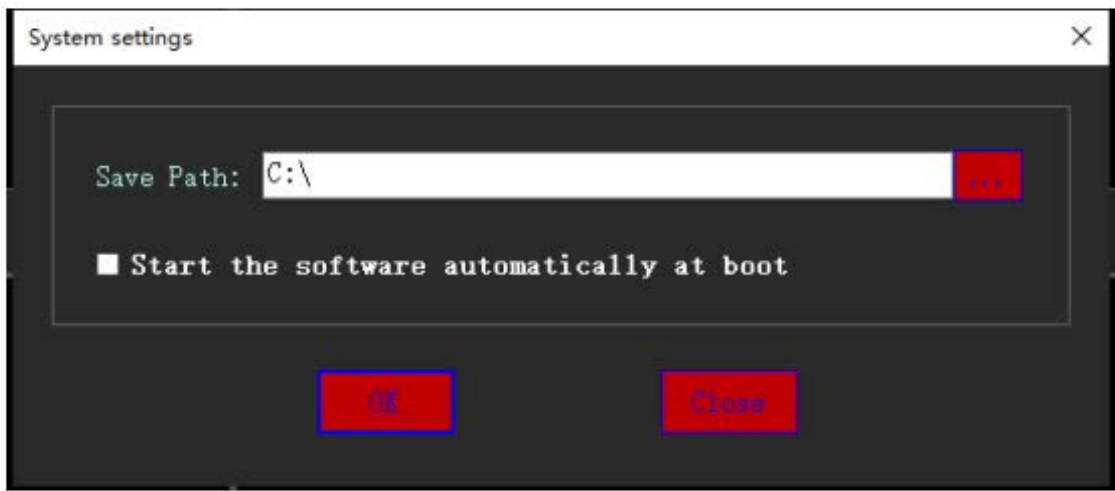 System settings
Save Path: C:\ ...
Start the software automatically at boot
OK Close